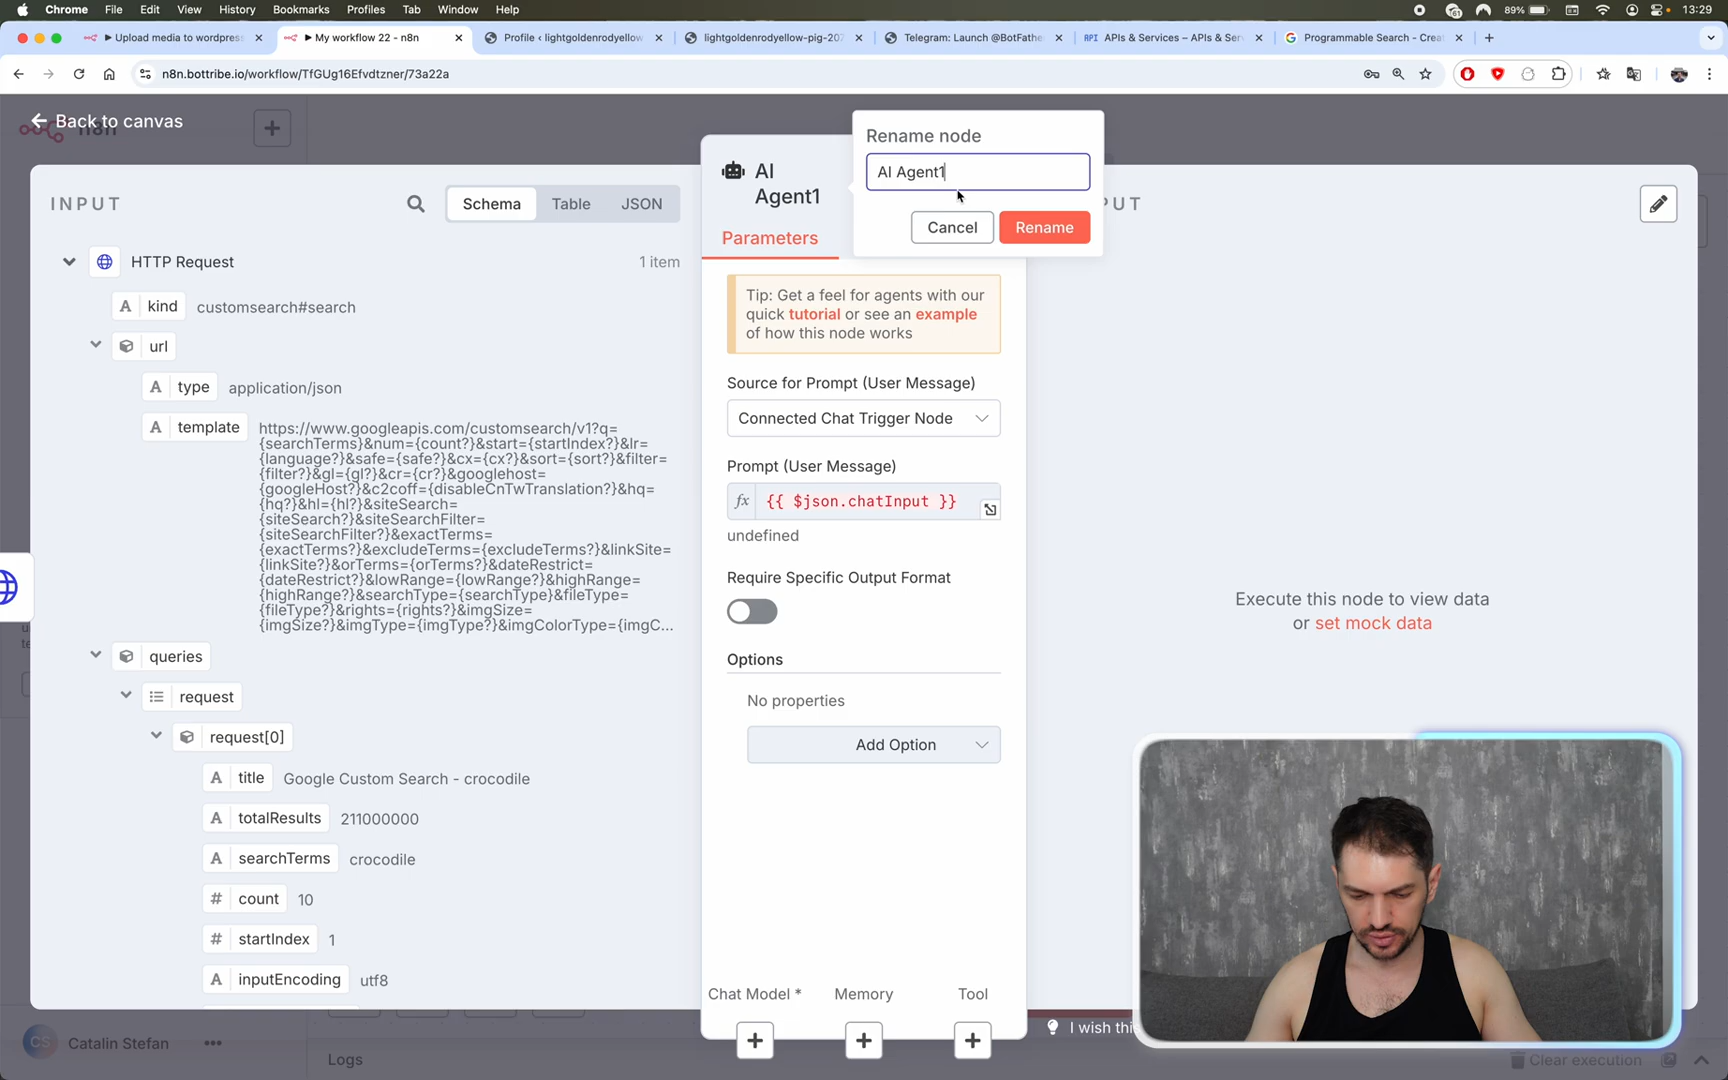 Chrome File Edit View History Bookmarks Profiles Tab Window Help
61 89% 13:29
Upload media to wordpress
My workflow 22 - n8n
Profile ‹ lightgoldenrodyellow
lightgoldenrodyellow-pig-202
Telegram: Launch @BotFathe
API APIs & Services – APIs & Ser
Programmable Search - Creat
n8n.bottribe.io/workflow/TfGUg16Efvdtzner/73a22a
Back to canvas
n8n
Rename node
AI Agent1
Cancel
Rename
INPUT
Schema Table JSON
AI
Agent1
PUT
Parameters
HTTP Request
1 item
A kind customsearch#search
url
A type application/json
A template
https://www.googleapis.com/customsearch/v1?q=
{searchTerms}&num={count?}&start={startIndex?}&lr=
{language?}&safe={safe?}&cx={cx?}&sort={sort?}&filter=
{filter?}&gl={gl?}&cr={cr?}&googlehost=
{googleHost?}&c2coff={disableCnTwTranslation?}&hq=
{hq?}&hl={hl?}&siteSearch=
{siteSearch?}&siteSearchFilter=
{siteSearchFilter?}&exactTerms=
{exactTerms?}&excludeTerms={excludeTerms?}&linkSite=
{linkSite?}&orTerms={orTerms?}&dateRestrict=
{dateRestrict?}&lowRange={lowRange?}&highRange=
{highRange?}&searchType={searchType}&fileType=
{fileType?}&rights={rights?}&imgSize=
{imgSize?}&imgType={imgType?}&imgColorType={imgC...
queries
request
request[0]
A title Google Custom Search - crocodile
A totalResults 211000000
A searchTerms crocodile
# count 10
# startIndex 1
A inputEncoding utf8
Tip: Get a feel for agents with our
quick tutorial or see an example
of how this node works
Source for Prompt (User Message)
Connected Chat Trigger Node
Prompt (User Message)
fx {{ $json.chatInput }}
undefined
Require Specific Output Format
Options
No properties
Add Option
Chat Model * Memory Tool
Execute this node to view data
or set mock data
I wish this
CS Catalin Stefan
Logs
Clear execution